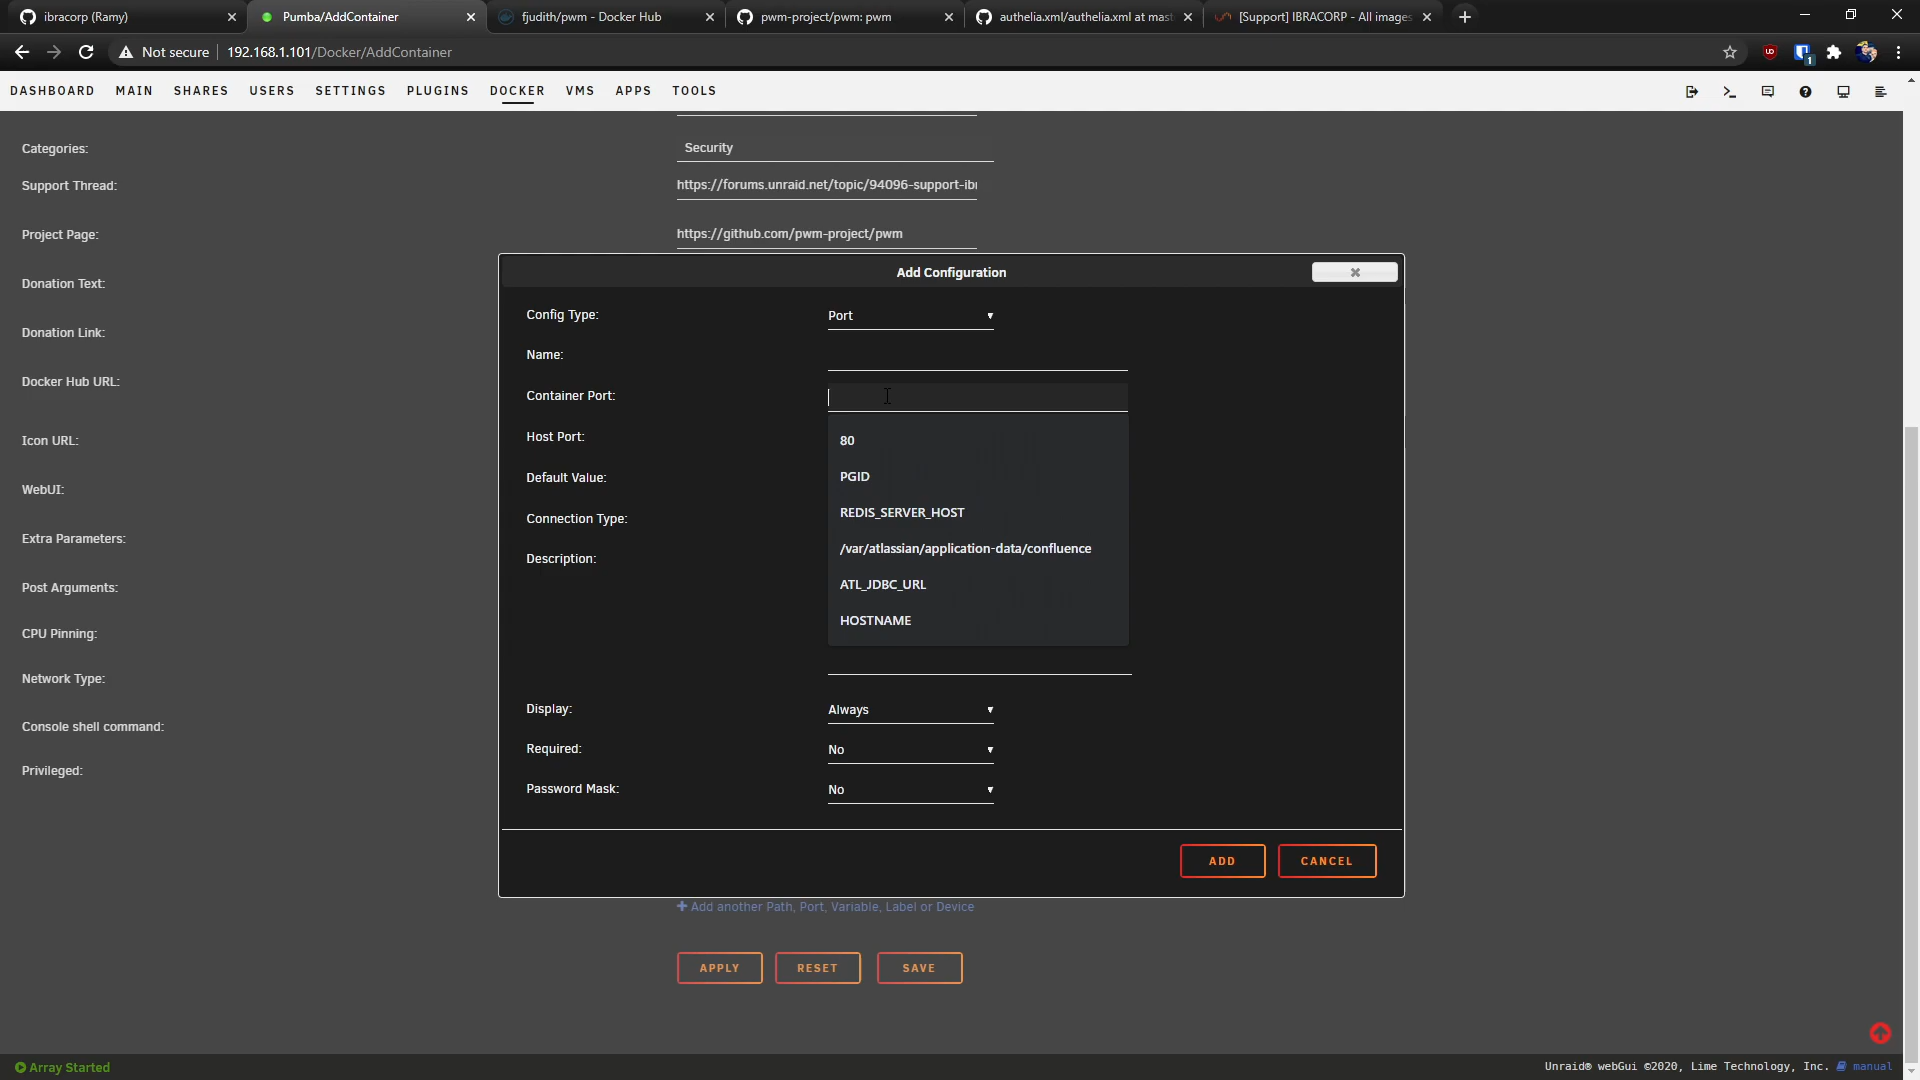 ibracorp (Ramy)
Pumba/AddContainer
fjudith/pwm - Docker Hub
pwm-project/pwm: pwm
authelia.xml/authelia.xml at mast
[Support] IBRACORP - All images
Not secure
192.168.1.101/Docker/AddContainer
UD
1
DASHBOARD MAIN SHARES USERS SETTINGS PLUGINS DOCKER VMS APPS TOOLS
Categories:
Security
Support Thread:
https://forums.unraid.net/topic/94096-support-ib
Project Page:
https://github.com/pwm-project/pwm
Donation Text:
Donation Link:
Docker Hub URL:
Icon URL:
WebUI:
Extra Parameters:
Post Arguments:
CPU Pinning:
Network Type:
Console shell command:
Privileged:
Add Configuration
Config Type:
Port
Name:
Container Port:
Host Port:
Default Value:
Connection Type:
Description:
80
PGID
REDIS_SERVER_HOST
/var/atlassian/application-data/confluence
ATL_JDBC_URL
HOSTNAME
Display:
Always
Required:
No
Password Mask:
No
ADD
CANCEL
Add another Path, Port, Variable, Label or Device
APPLY
RESET
SAVE
Array Started
Unraid® webGui ©2020, Lime Technology, Inc. manual